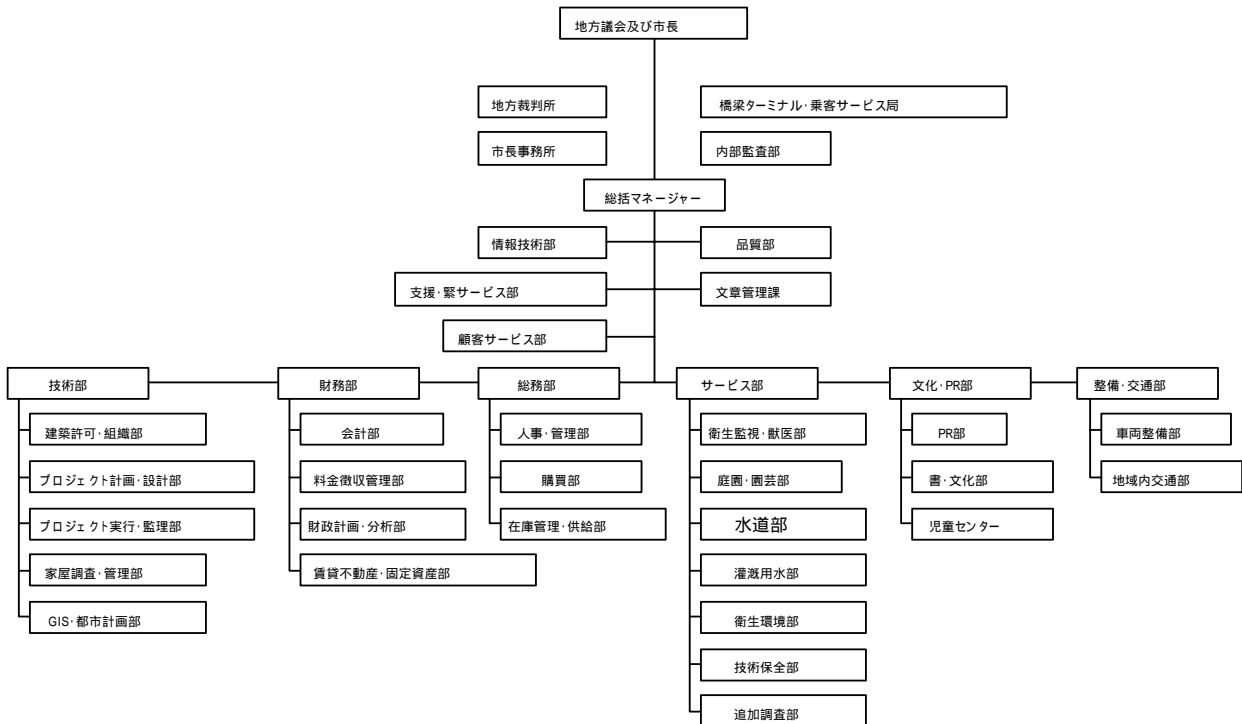 地方議会及び市長
地方裁判所
橋梁ターミナル･乗客サービス局
市長事務所
内部監査部
総括マネージャー
情報技術部
品質部
支援･緊サービス部
文章管理課
顧客サービス部
技術部
財務部
総務部
サービス部
文化･PR部
整備･交通部
建築許可･組織部
プロジェクト計画･設計部
プロジェクト実行･監理部
家屋調査･管理部
GIS･都市計画部
会計部
料金徴収管理部
財政計画･分析部
賃貸不動産･固定資産部
人事･管理部
購買部
在庫管理･供給部
衛生監視･獣医部
庭園･園芸部
水道部
灌漑用水部
衛生環境部
技術保全部
追加調査部
PR部
書･文化部
児童センター
車両整備部
地域内交通部